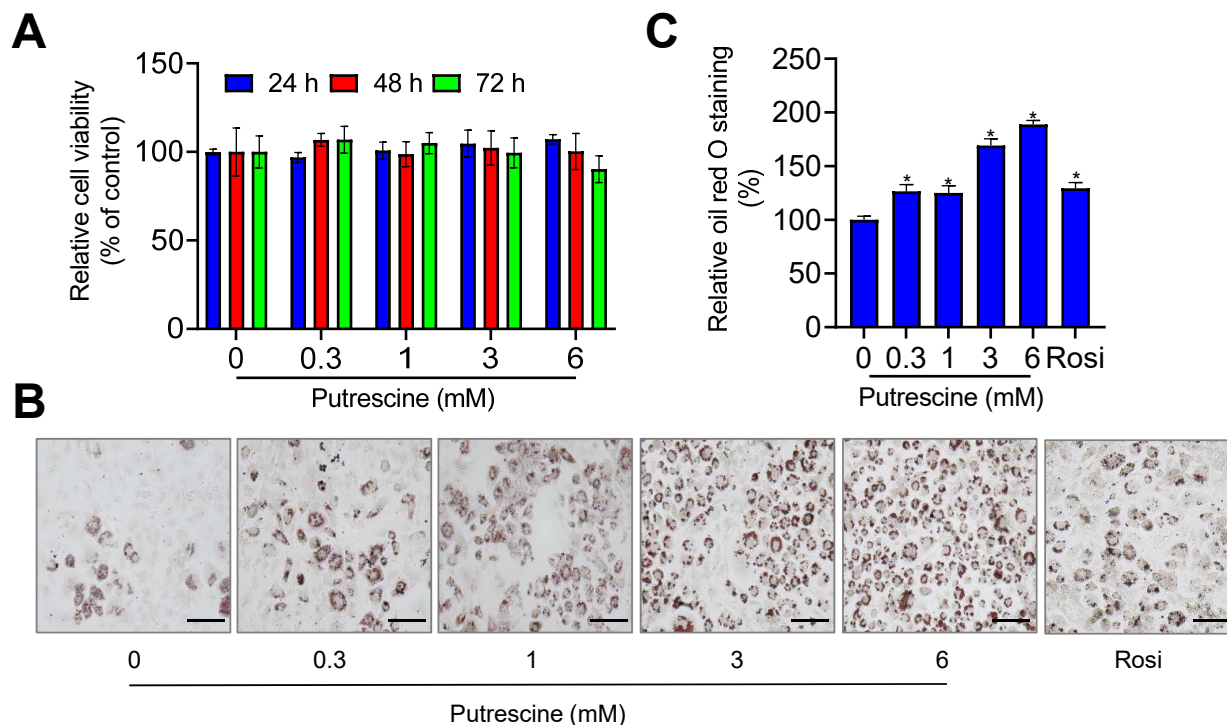 A
Relative cell viability
(% of control)
150
100
50
0
24 h 48 h 72 h
0 0.3 1 3 6
Putrescine (mM)
C
Relative oil red O staining
(%)
250
200
150
100
50
0
* * * * *
0 0.3 1 3 6 Rosi
Putrescine (mM)
B
0 0.3 1 3 6 Rosi
Putrescine (mM)